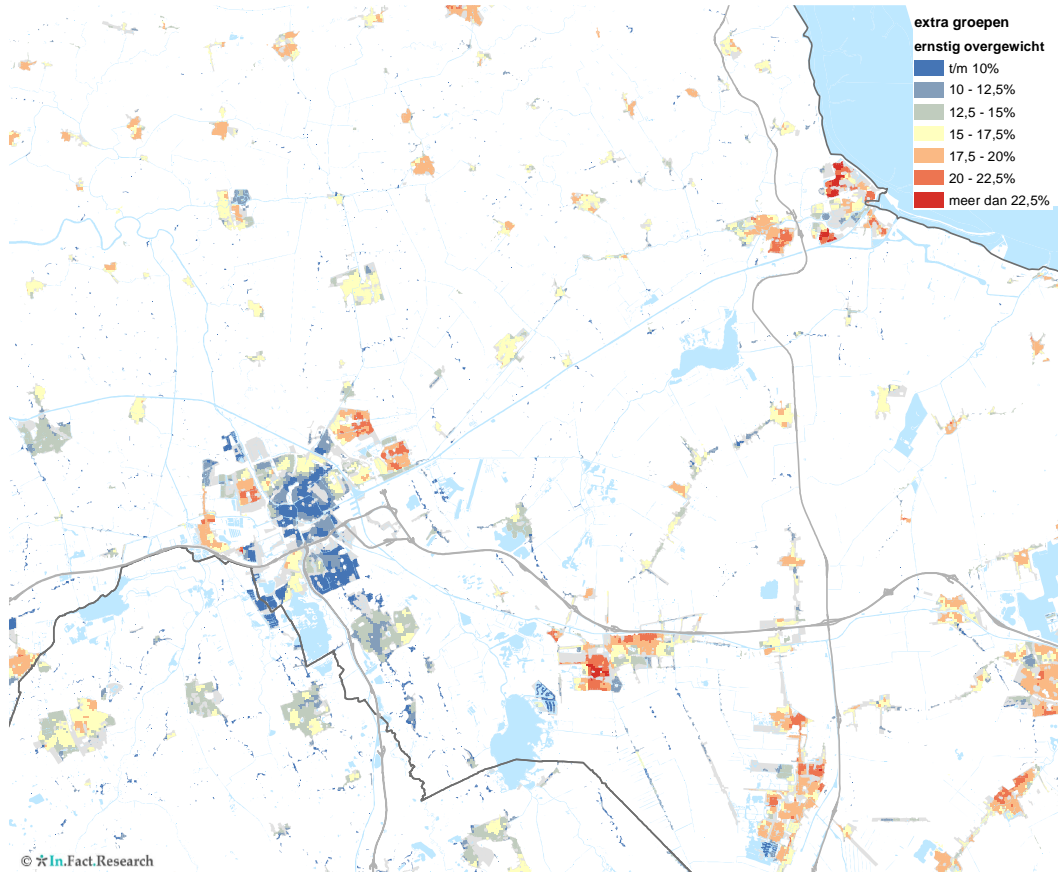 extra groepen
ernstig overgewicht
t/m 10%
10 - 12,5%
12,5 - 15%
15 - 17,5%
17,5 - 20%
20 - 22,5%
meer dan 22,5%
© In.Fact.Research